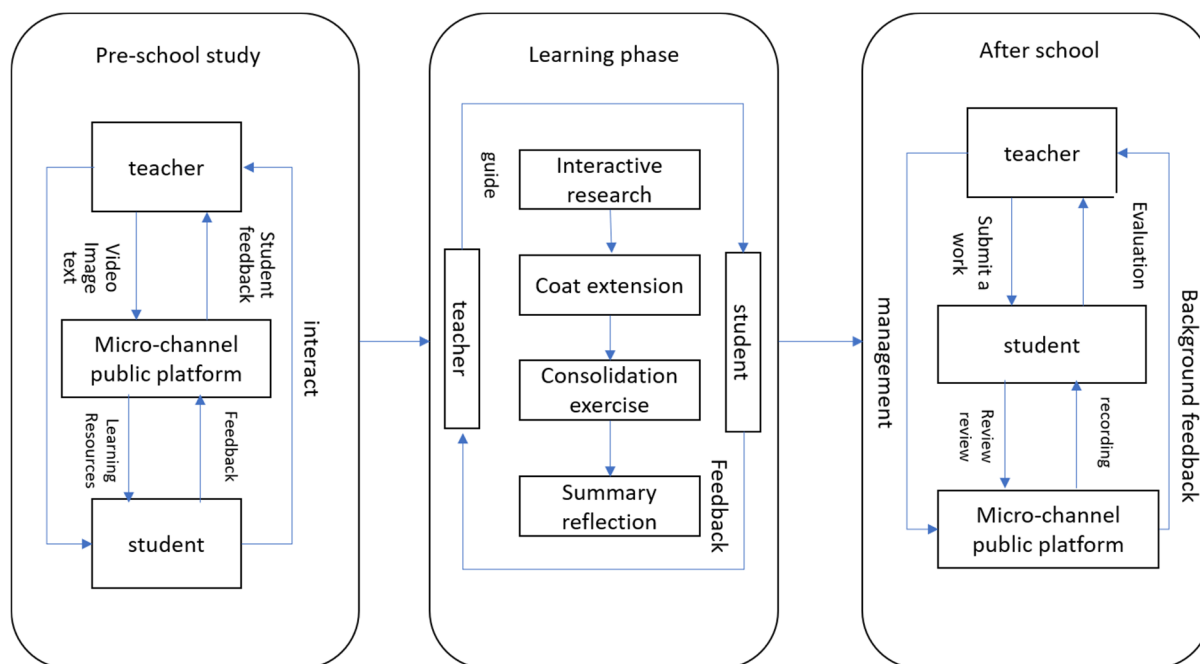 Pre-school study
teacher
Video
Image
text
Student
feedback
interact
Micro-channel
public platform
Learning
Resources
Feedback
student
Learning phase
guide
Interactive
research
teacher
Coat extension
student
Consolidation
exercise
Summary
reflection
Feedback
After school
teacher
Submit a
work
Evaluation
management
student
Background feedback
Review
review
recording
Micro-channel
public platform